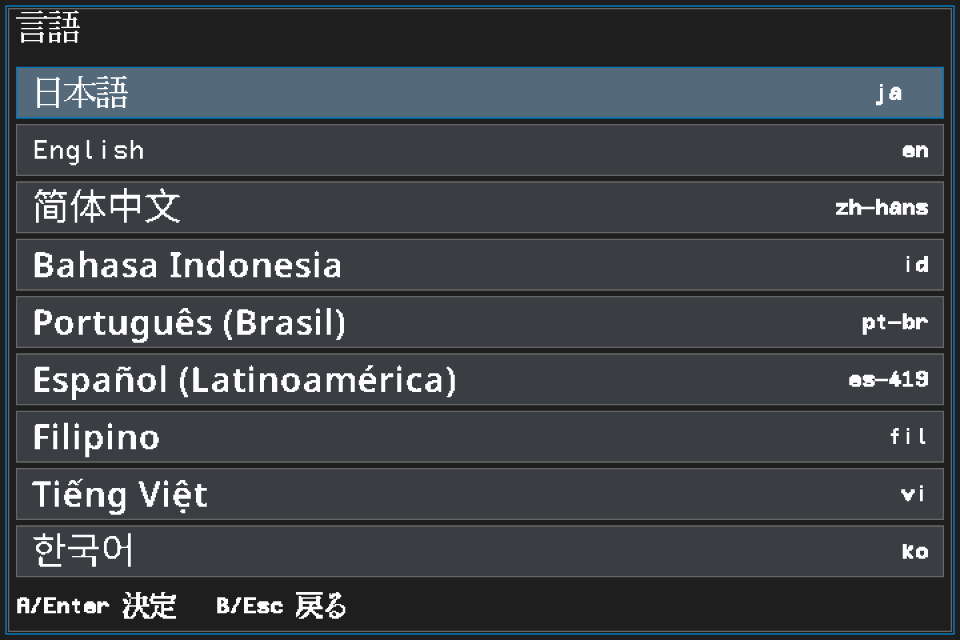 言語
日本語 ja
English en
简体中文 zh-hans
Bahasa Indonesia id
Português (Brasil) pt-br
Español (Latinoamérica) es-419
Filipino fil
Tiếng Việt vi
한국어 ko
A/Enter 決定 B/Esc 戻る